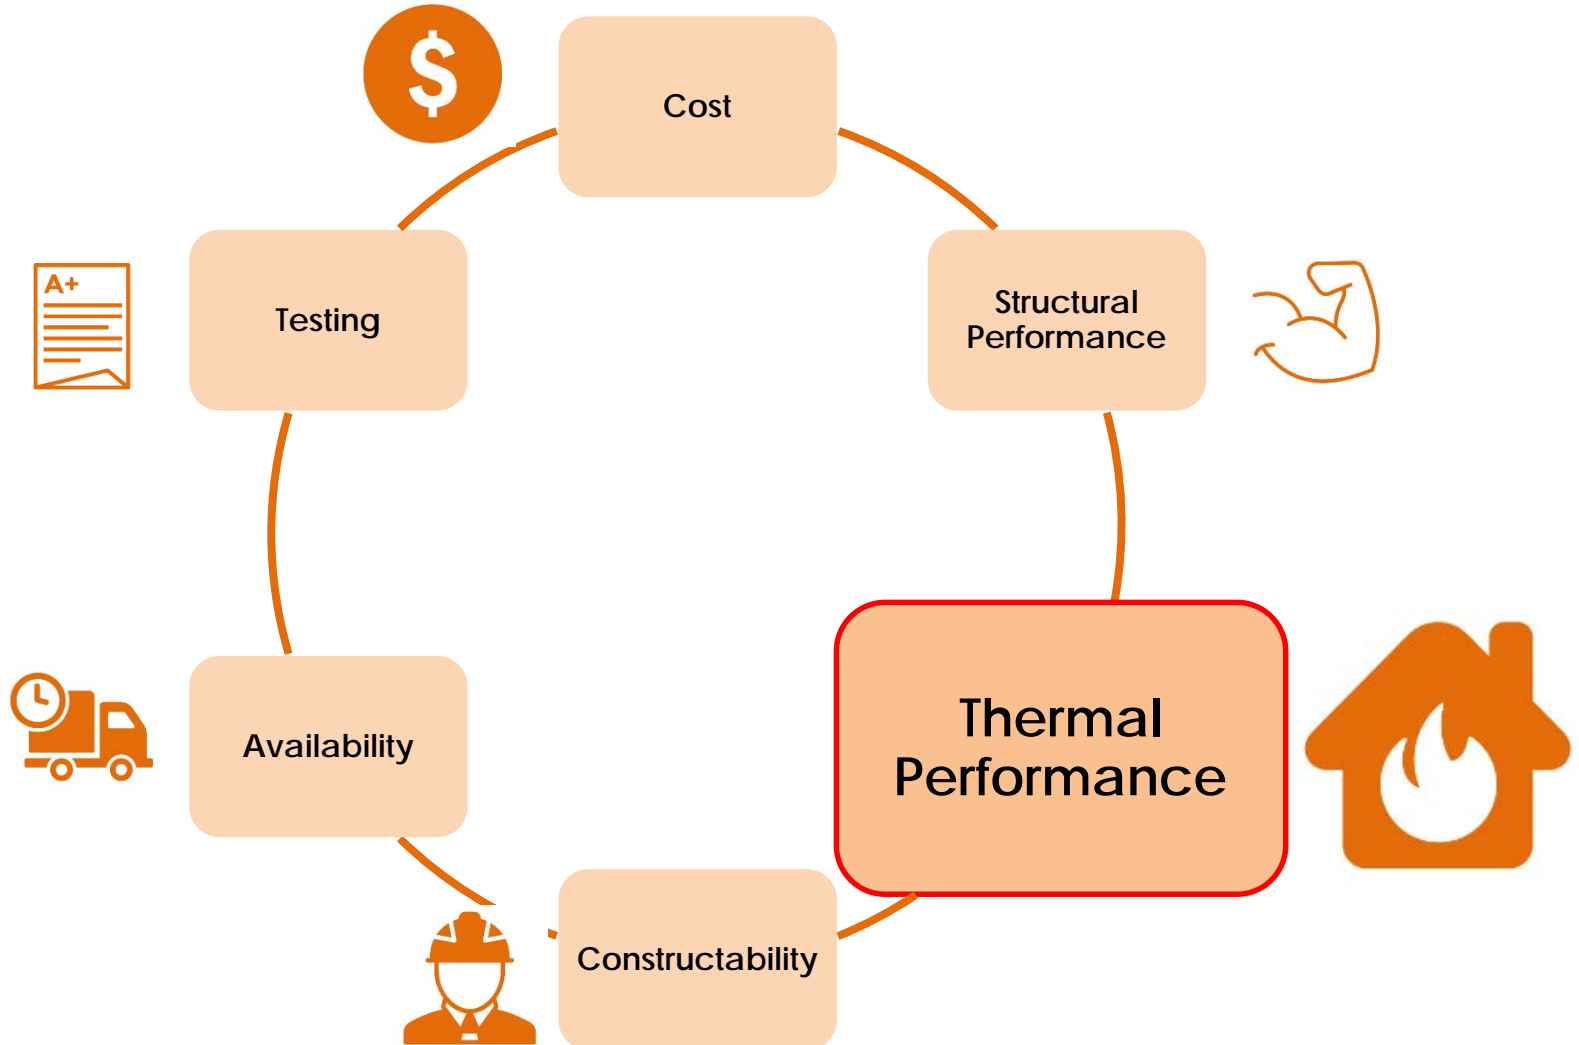 $
Cost
A+
Testing
Structural
Performance
Availability
Thermal
Performance
Constructability